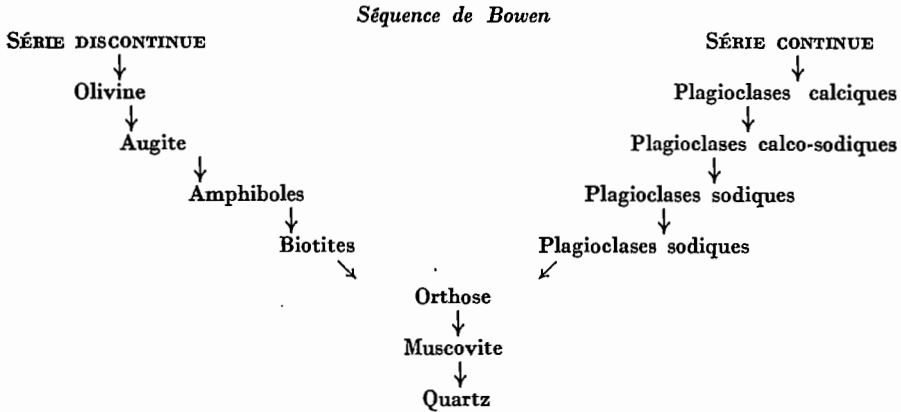 Séquence de Bowen
SÉRIE DISCONTINUE
SÉRIE CONTINUE
Olivine
Plagioclases calciques
Augite
Plagioclases calco-sodiques
Amphiboles
Plagioclases sodiques
Biotites
Plagioclases sodiques
Orthose
Muscovite
Quartz